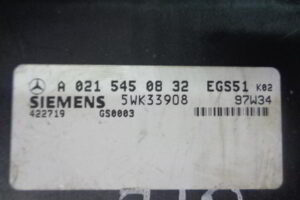 A 021 545 08 32 EGS51 K02
SIEMENS 5WK33908 97W34
422719 GS0003